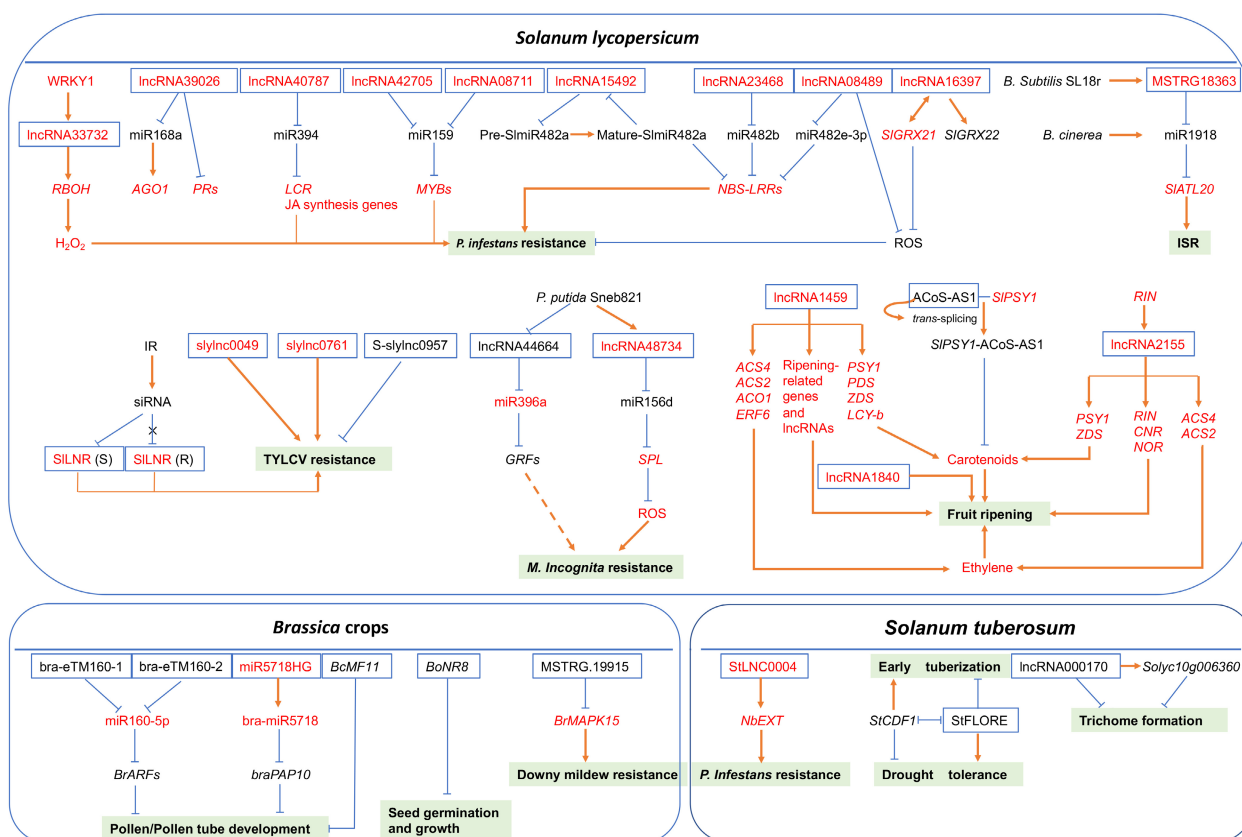 Solanum lycopersicum
WRKY1
lncRNA39026
lncRNA40787
lncRNA42705
lncRNA08711
lncRNA15492
lncRNA23468
lncRNA08489
lncRNA16397
B. Subtilis SL18r
MSTRG18363
lncRNA33732
miR168a
miR394
miR159
Pre-SlmiR482a
Mature-SlmiR482a
miR482b
miR482e-3p
SlGRX21
SlGRX22
B. cinerea
miR1918
RBOH
AGO1
PRs
LCR
JA synthesis genes
MYBs
NBS-LRRs
SlATL20
H₂O₂
P. infestans resistance
ROS
ISR
P. putida Sneb821
lncRNA1459
ACoS-AS1
SlPSY1
trans-splicing
RIN
IR
slylnc0049
slylnc0761
S-slylnc0957
lncRNA44664
lncRNA48734
SlPSY1-ACoS-AS1
lncRNA2155
siRNA
×
miR396a
miR156d
ACS4
ACS2
ACO1
ERF6
Ripening-
related
genes
and
lncRNAs
PSY1
PDS
ZDS
LCY-b
PSY1
ZDS
RIN
CNR
NOR
ACS4
ACS2
SlLNR (S)
SlLNR (R)
TYLCV resistance
GRFs
SPL
Carotenoids
lncRNA1840
ROS
Fruit ripening
M. Incognita resistance
Ethylene
Brassica crops
bra-eTM160-1
bra-eTM160-2
miR5718HG
BcMF11
BoNR8
MSTRG.19915
miR160-5p
bra-miR5718
BrMAPK15
BrARFs
braPAP10
Downy mildew resistance
Pollen/Pollen tube development
Seed germination
and growth
Solanum tuberosum
StLNC0004
Early tuberization
lncRNA000170
Solyc10g006360
NbEXT
StCDF1
StFLORE
Trichome formation
P. Infestans resistance
Drought tolerance